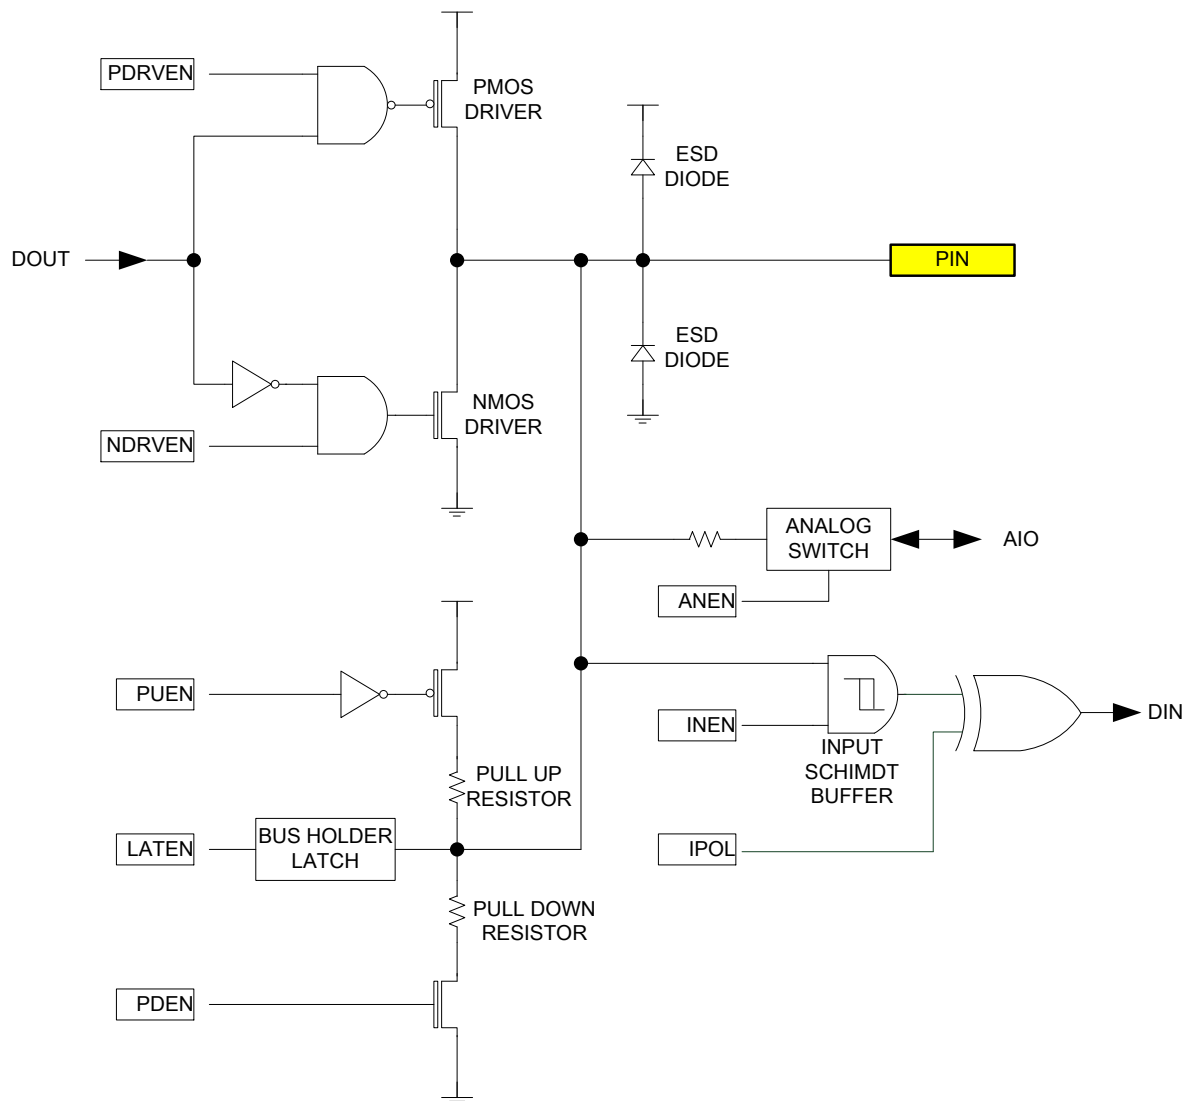 PDRVEN
PMOS
DRIVER
ESD
DIODE
DOUT
PIN
ESD
DIODE
NMOS
DRIVER
NDRVEN
ANALOG
SWITCH
AIO
ANEN
PUEN
INEN
DIN
INPUT
SCHIMDT
BUFFER
PULL UP
RESISTOR
LATEN
BUS HOLDER
LATCH
IPOL
PULL DOWN
RESISTOR
PDEN